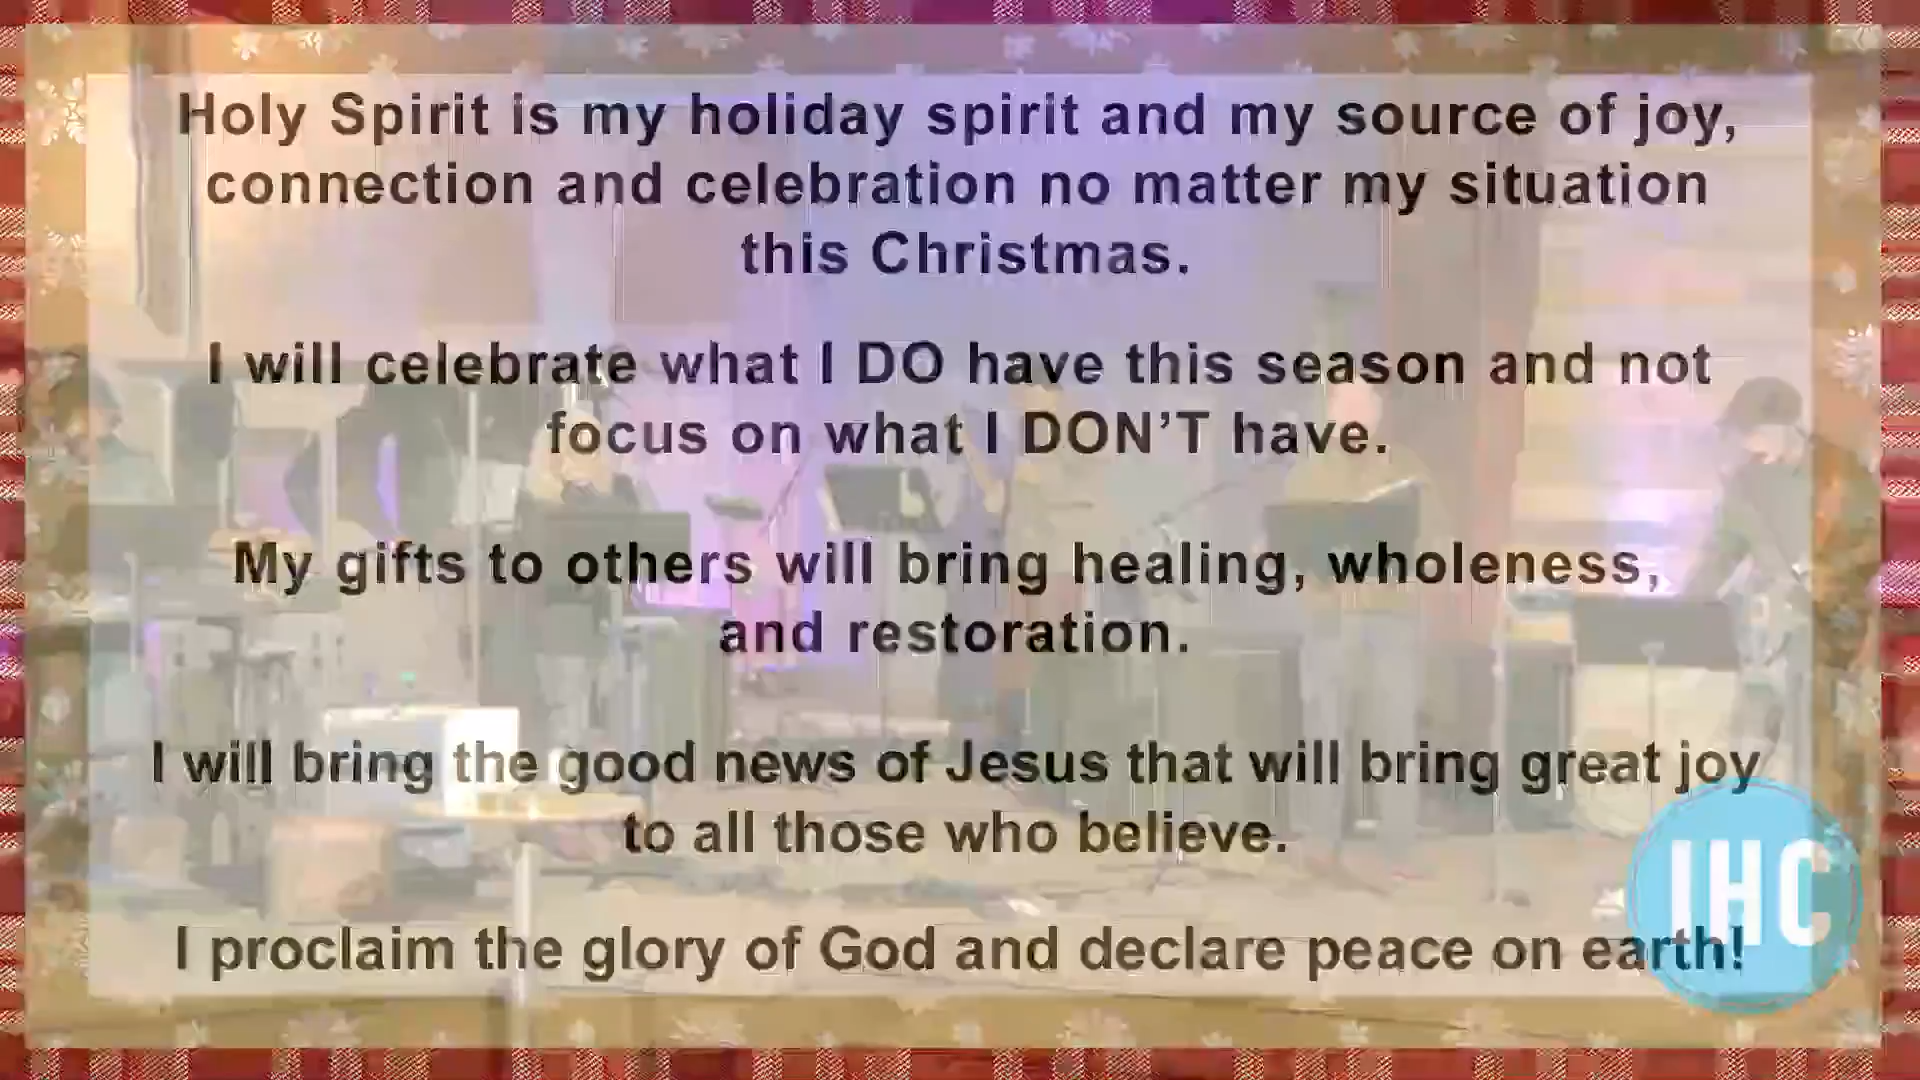 Holy Spirit is my holiday spirit and my source of joy,
connection and celebration no matter my situation
this Christmas.
I will celebrate what I DO have this season and not
focus on what I DON'T have.
My gifts to others will bring healing, wholeness,
and restoration.
I will bring the good news of Jesus that will bring great joy
to all those who believe.
I proclaim the glory of God and declare peace on earth!
IHC